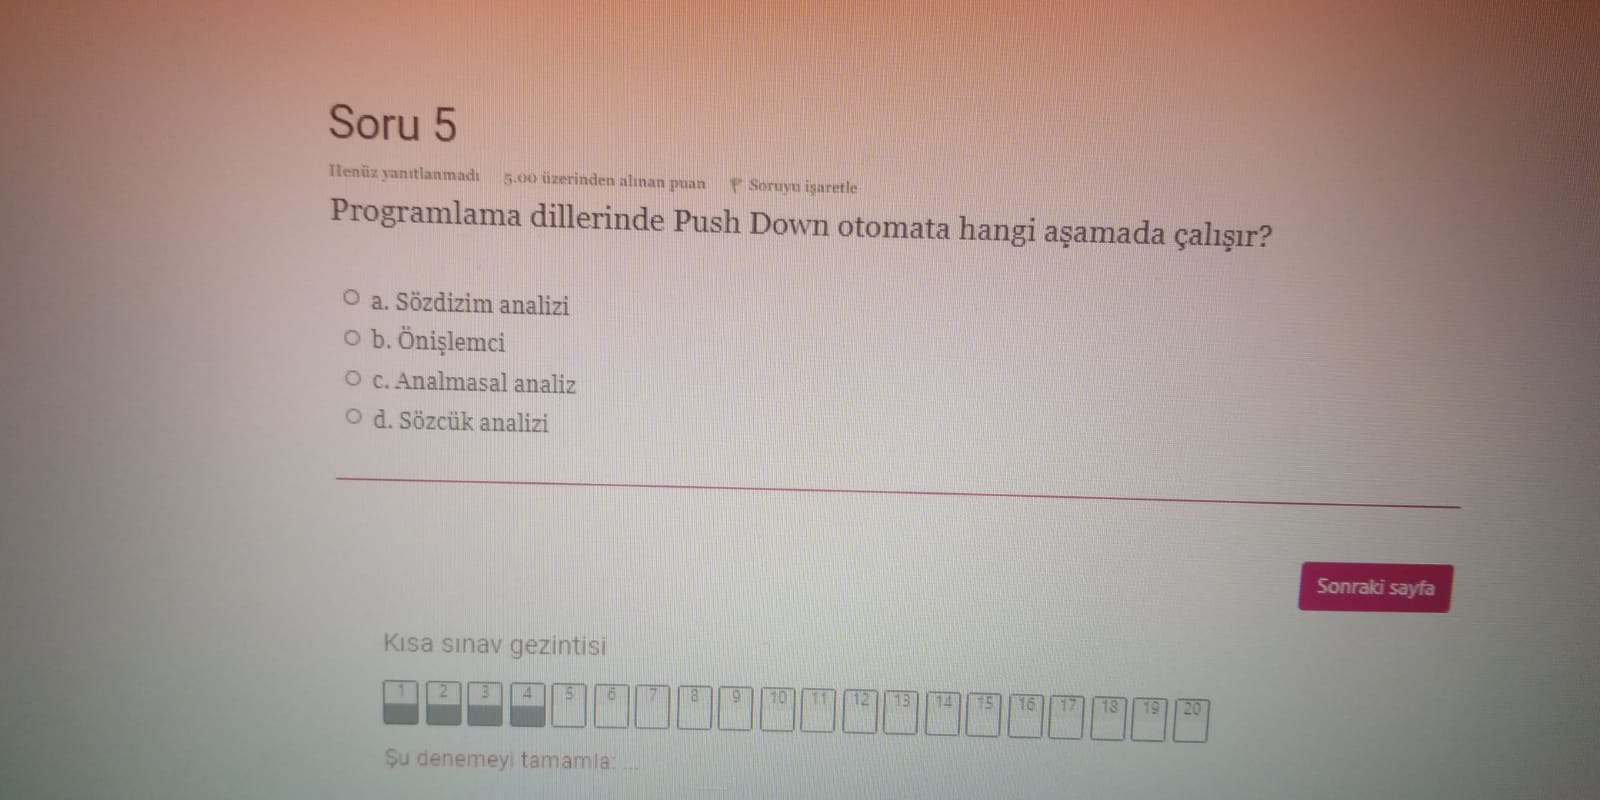 Soru 5
Henüz yanıtlanmadı 5.00 üzerinden alınan puan Soruyu işaretle
Programlama dillerinde Push Down otomata hangi aşamada çalışır?
a. Sözdizim analizi
b. Önişlemci
c. Analmasal analiz
d. Sözcük analizi
Sonraki sayfa
Kısa sınav gezintisi
1 2 3 4 5 6 7 8 9 10 11 12 13 14 15 16 17 18 19 20
Şu denemeyi tamamla: ...